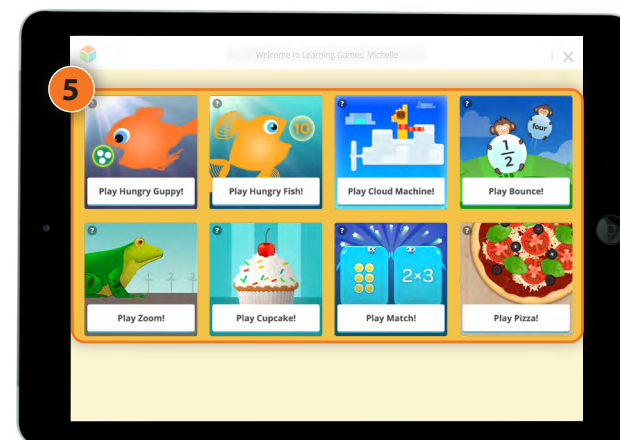 Welcome to Learning Games, Michelle
5
?
?
?
?
10
four
1
2
Play Hungry Guppy!
Play Hungry Fish!
Play Cloud Machine!
Play Bounce!
?
?
?
?
2×3
Play Zoom!
Play Cupcake!
Play Match!
Play Pizza!